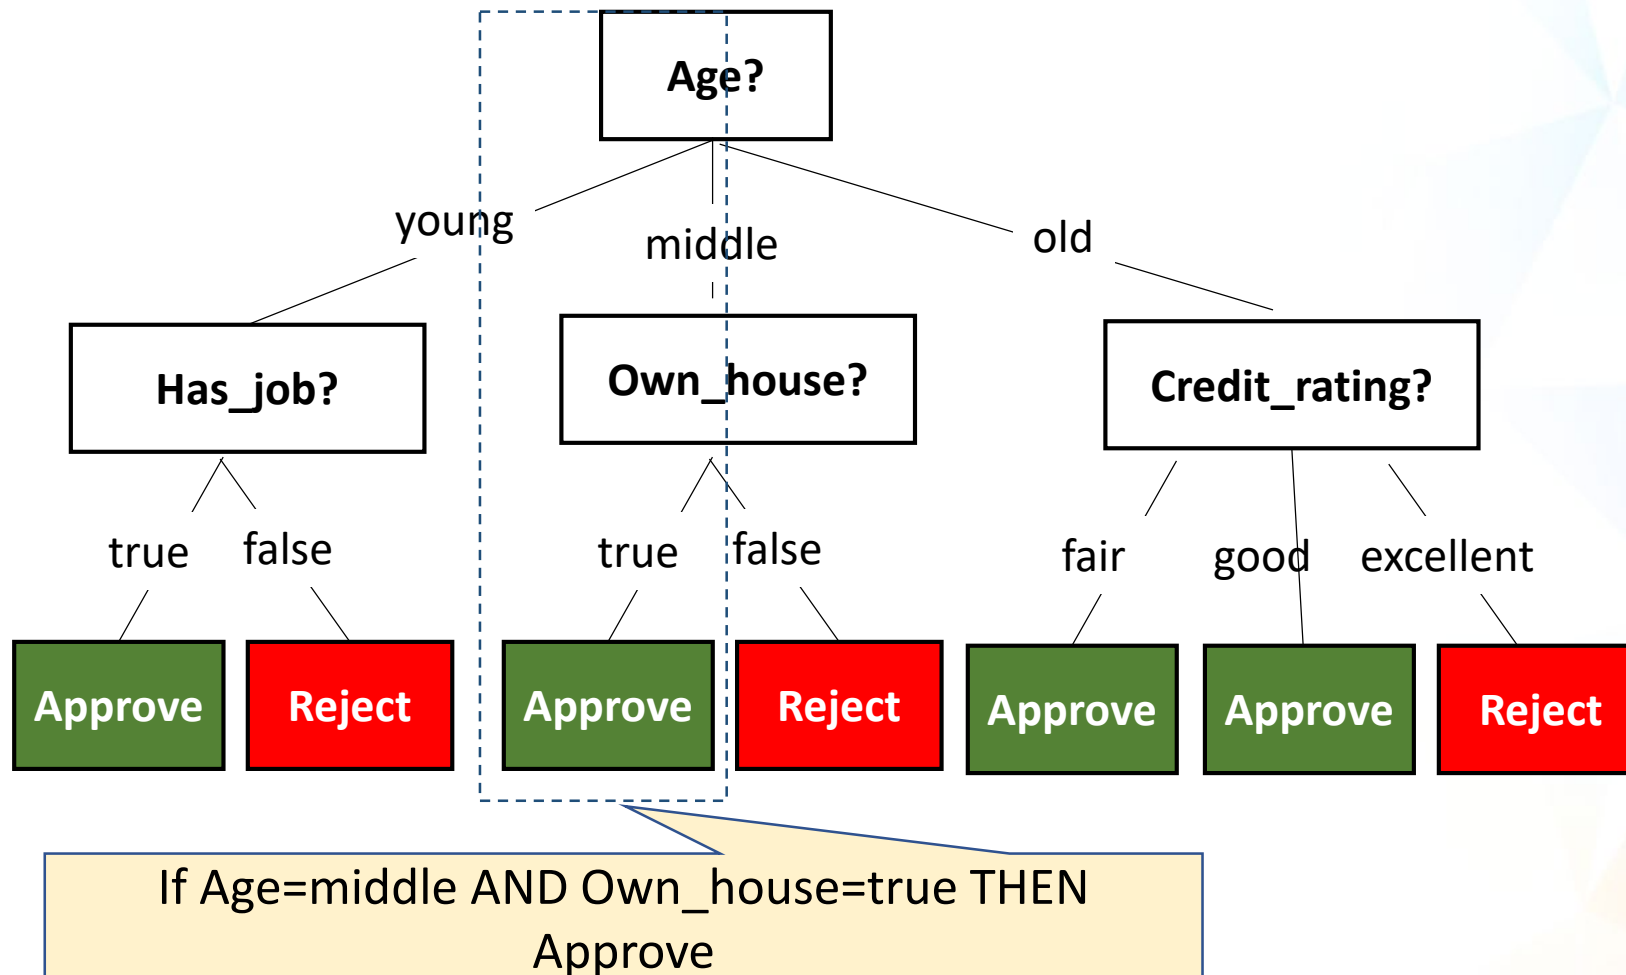 Age?
young
middle
old
Has_job?
Own_house?
Credit_rating?
true
false
true
false
fair
good
excellent
Approve
Reject
Approve
Reject
Approve
Approve
Reject
If Age=middle AND Own_house=true THEN
Approve